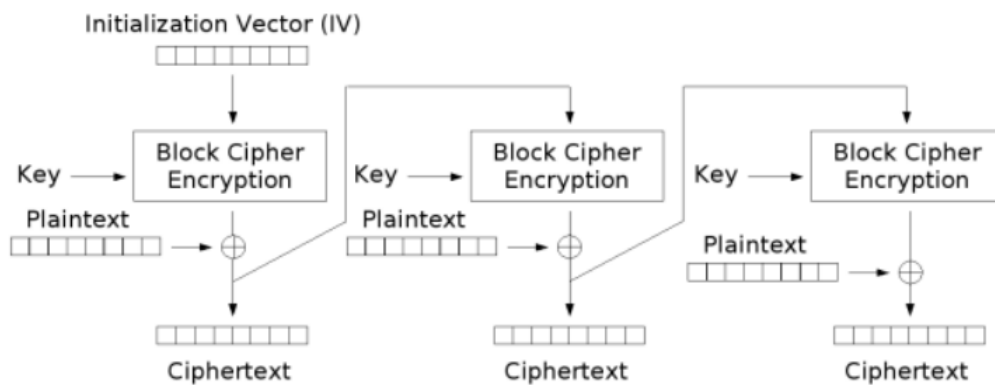 Initialization Vector (IV)
Block Cipher
Encryption
Key
Plaintext
Ciphertext
Block Cipher
Encryption
Key
Plaintext
Ciphertext
Block Cipher
Encryption
Key
Plaintext
Ciphertext